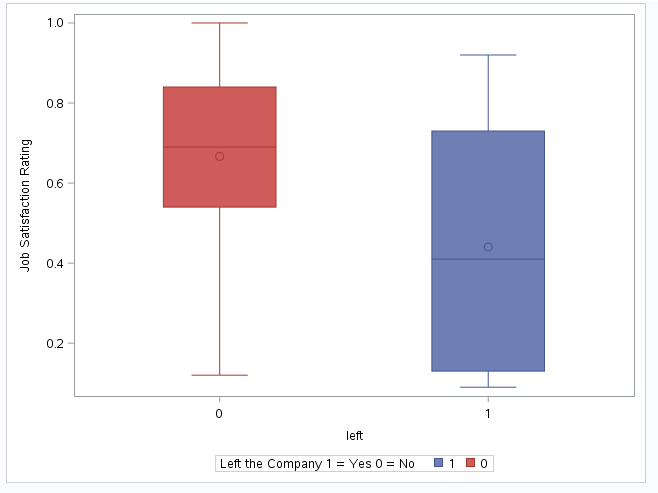 1.0
0.8
0.6
0.4
0.2
Job Satisfaction Rating
0 1
left
Left the Company 1 = Yes 0 = No 1 0